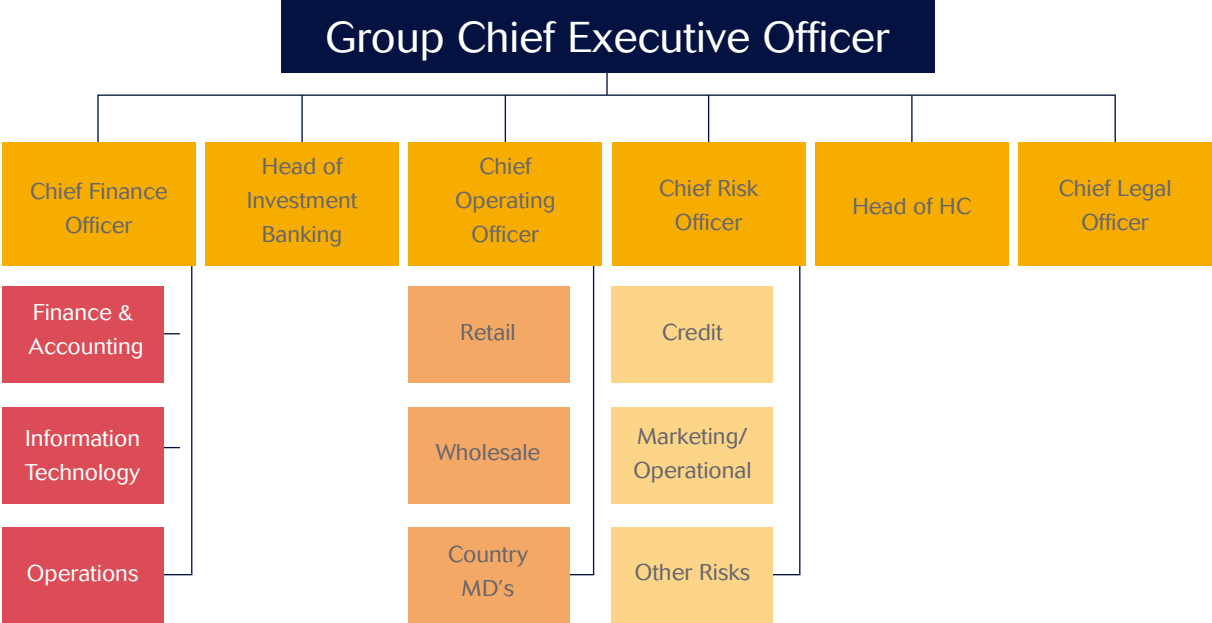 Group Chief Executive Officer
Chief Finance
Officer
Head of
Investment
Banking
Chief
Operating
Officer
Chief Risk
Officer
Head of HC
Chief Legal
Officer
Finance &
Accounting
Information
Technology
Operations
Retail
Wholesale
Country
MD's
Credit
Marketing/
Operational
Other Risks